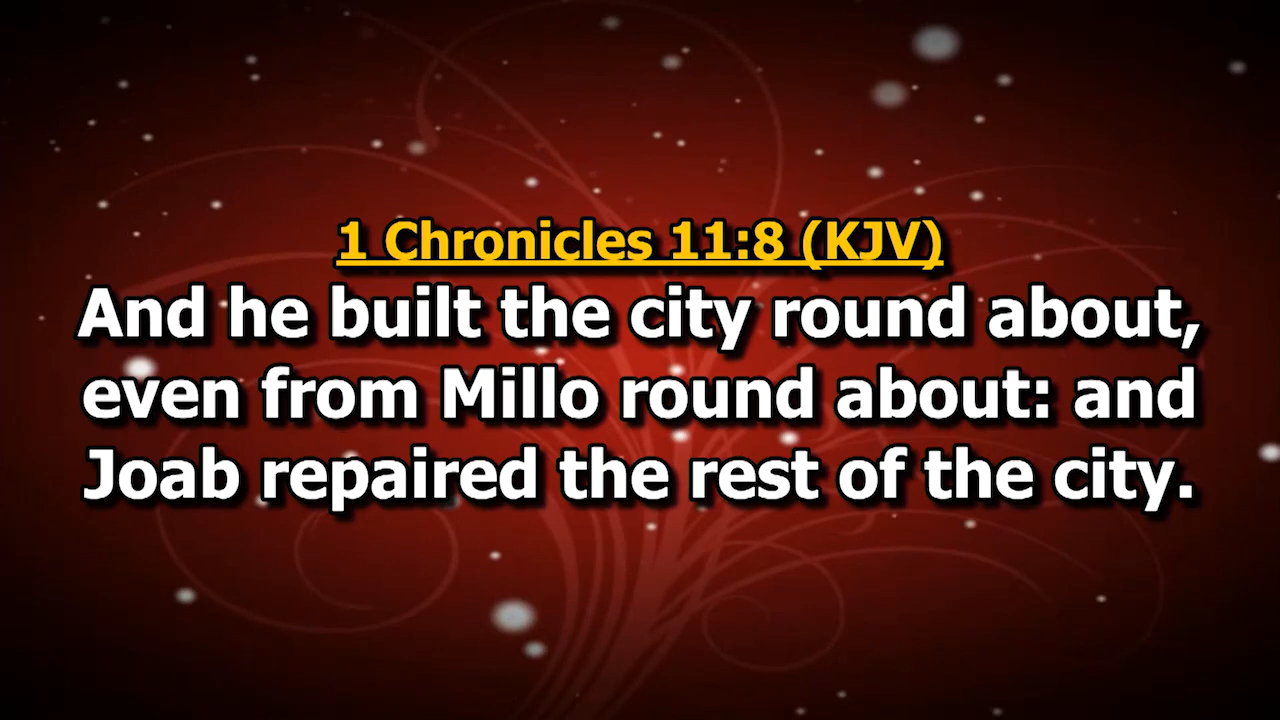 1 Chronicles 11:8 (KJV)
And he built the city round about,
even from Millo round about: and
Joab repaired the rest of the city.